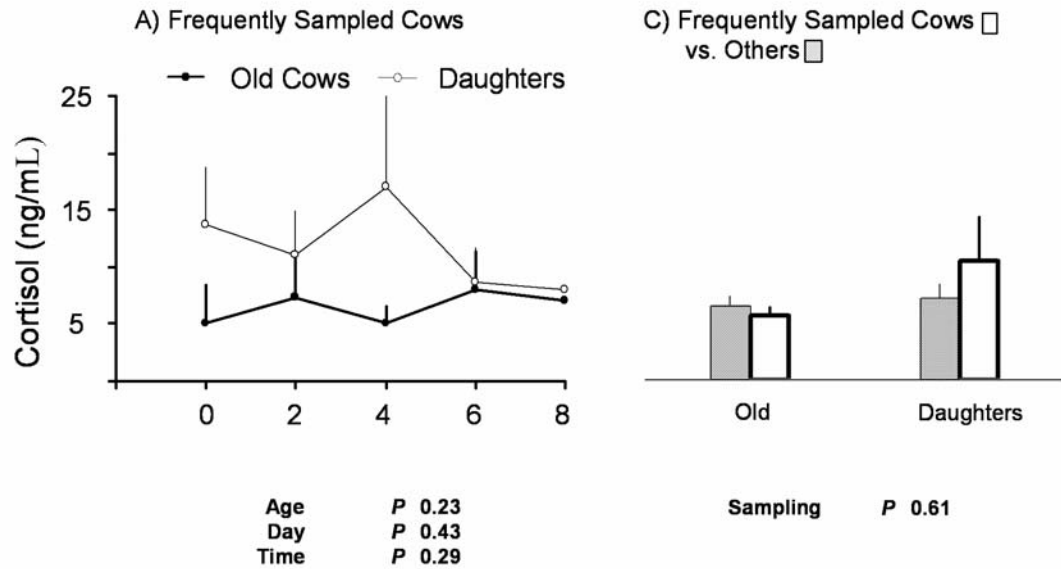 A) Frequently Sampled Cows
Old Cows Daughters
25
15
5
Cortisol (ng/mL)
0 2 4 6 8
Age P 0.23
Day P 0.43
Time P 0.29
C) Frequently Sampled Cows
vs. Others
Old Daughters
Sampling P 0.61